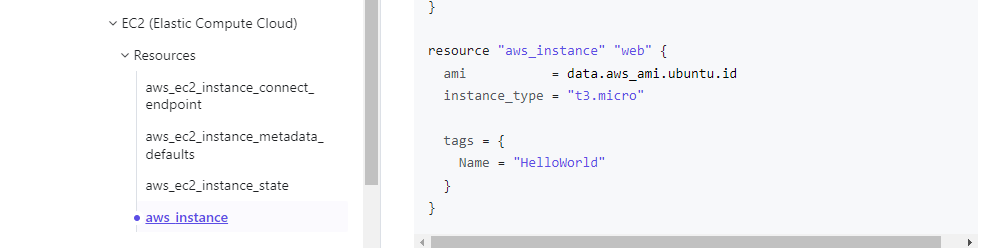 EC2 (Elastic Compute Cloud)
Resources
aws_ec2_instance_connect_
endpoint
aws_ec2_instance_metadata_
defaults
aws_ec2_instance_state
aws_instance
}
resource "aws_instance" "web" {
  ami           = data.aws_ami.ubuntu.id
  instance_type = "t3.micro"
  tags = {
    Name = "HelloWorld"
  }
}